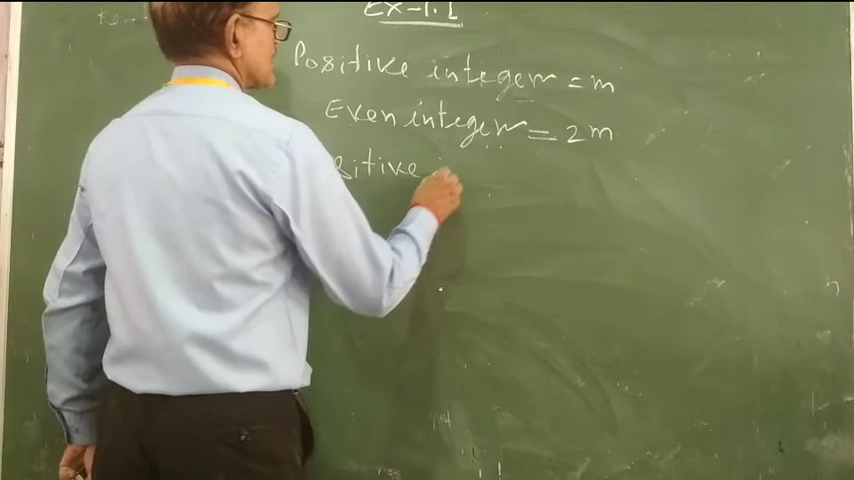 EX-1.1
Positive integer = m
Even integer = 2m
sitive